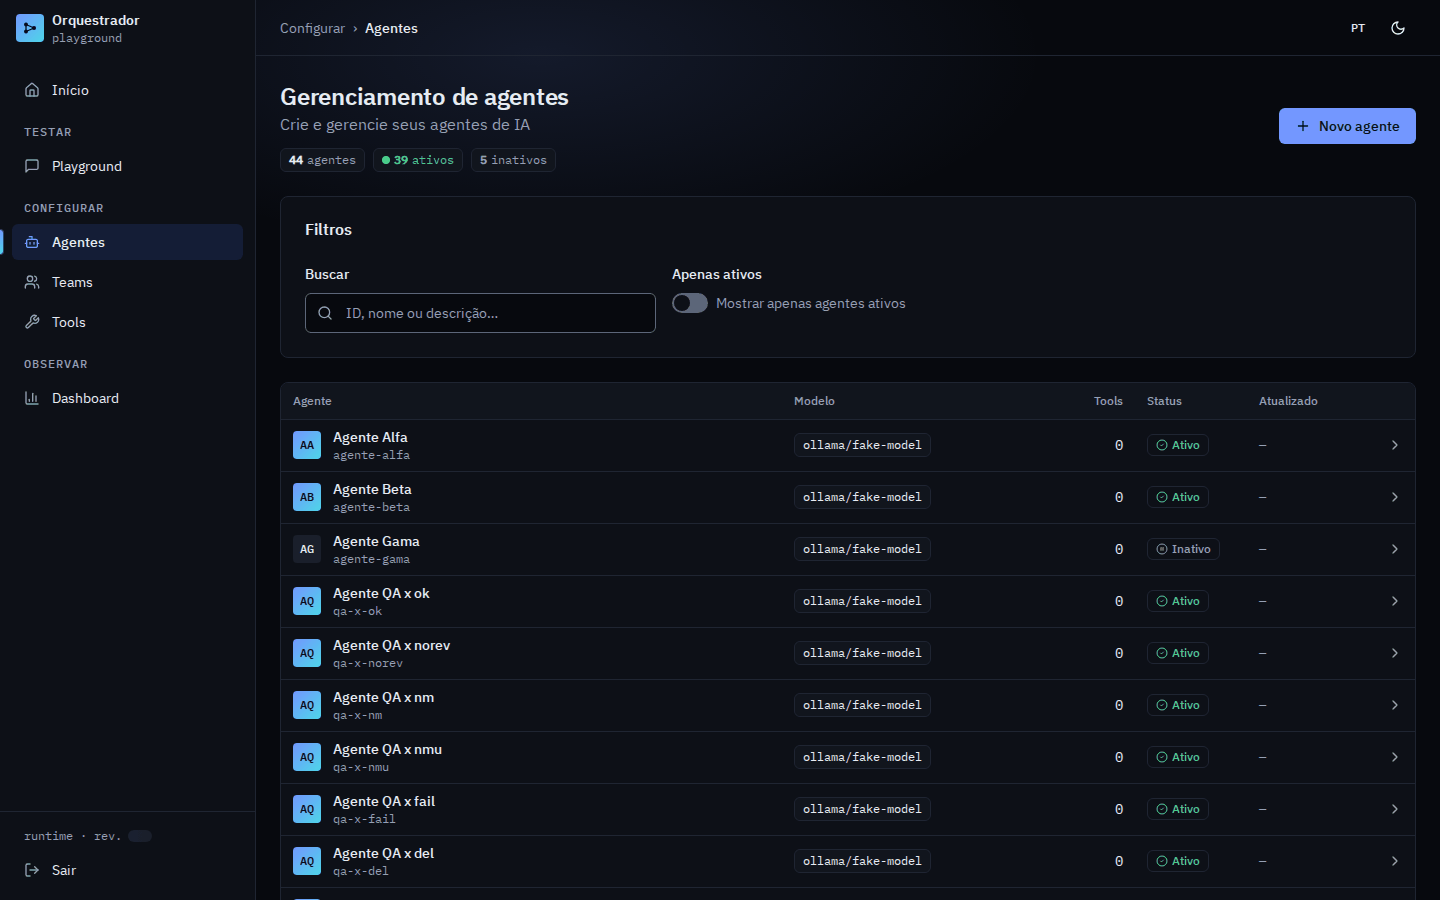 Orquestrador
playground
Início
TESTAR
Playground
CONFIGURAR
Agentes
Teams
Tools
OBSERVAR
Dashboard
runtime · rev.
Sair
Configurar › Agentes
PT
Gerenciamento de agentes
Crie e gerencie seus agentes de IA
44 agentes
39 ativos
5 inativos
Novo agente
Filtros
Buscar
ID, nome ou descrição...
Apenas ativos
Mostrar apenas agentes ativos
Agente Modelo Tools Status Atualizado
AA Agente Alfa ollama/fake-model 0 Ativo —
agente-alfa
AB Agente Beta ollama/fake-model 0 Ativo —
agente-beta
AG Agente Gama ollama/fake-model 0 Inativo —
agente-gama
AQ Agente QA x ok ollama/fake-model 0 Ativo —
qa-x-ok
AQ Agente QA x norev ollama/fake-model 0 Ativo —
qa-x-norev
AQ Agente QA x nm ollama/fake-model 0 Ativo —
qa-x-nm
AQ Agente QA x nmu ollama/fake-model 0 Ativo —
qa-x-nmu
AQ Agente QA x fail ollama/fake-model 0 Ativo —
qa-x-fail
AQ Agente QA x del ollama/fake-model 0 Ativo —
qa-x-del